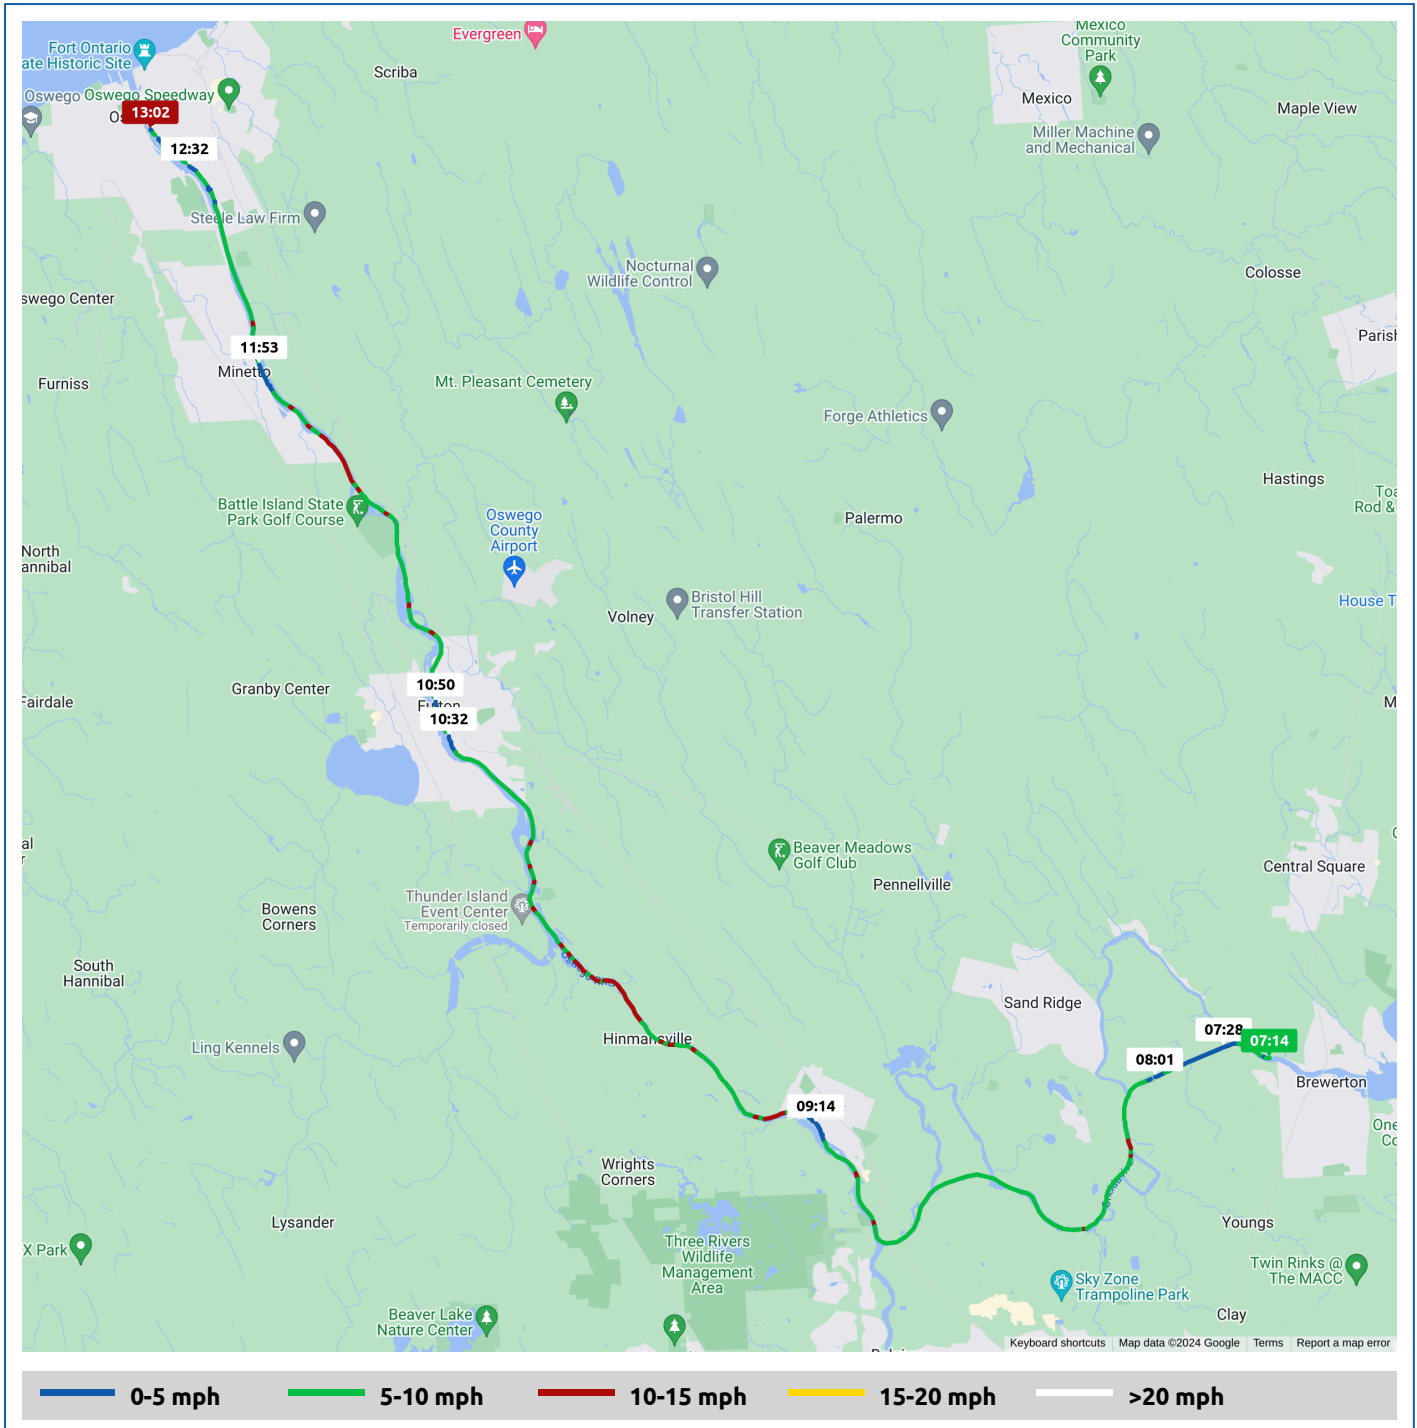 Fort Ontario
ate Historic Site
Evergreen
Scriba
Mexico
Community
Park
Oswego
Oswego Speedway
13:02
12:32
Mexico
Maple View
Miller Machine
and Mechanical
Steele Law Firm
Nocturnal
Wildlife Control
Colosse
swego Center
11:53
Minetto
Parish
Furniss
Mt. Pleasant Cemetery
Forge Athletics
Hastings
Toa
Rod &
Battle Island State
Park Golf Course
Oswego
County
Airport
Palermo
North
annibal
Volney
Bristol Hill
Transfer Station
House T
10:50
Granby Center
Fulton
10:32
Fairdale
M
al
r
Beaver Meadows
Golf Club
Pennellville
Central Square
Thunder Island
Event Center
Temporarily closed
Bowens
Corners
South
Hannibal
Sand Ridge
Hinmansville
Ling Kennels
07:28
07:14
08:01
Brewerton
09:14
One
Co
Wrights
Corners
Lysander
Youngs
X Park
Three Rivers
Wildlife
Management
Area
Twin Rinks @
The MACC
Sky Zone
Trampoline Park
Beaver Lake
Nature Center
Clay
Keyboard shortcuts
Map data ©2024 Google
Terms
Report a map error
0-5 mph
5-10 mph
10-15 mph
15-20 mph
>20 mph